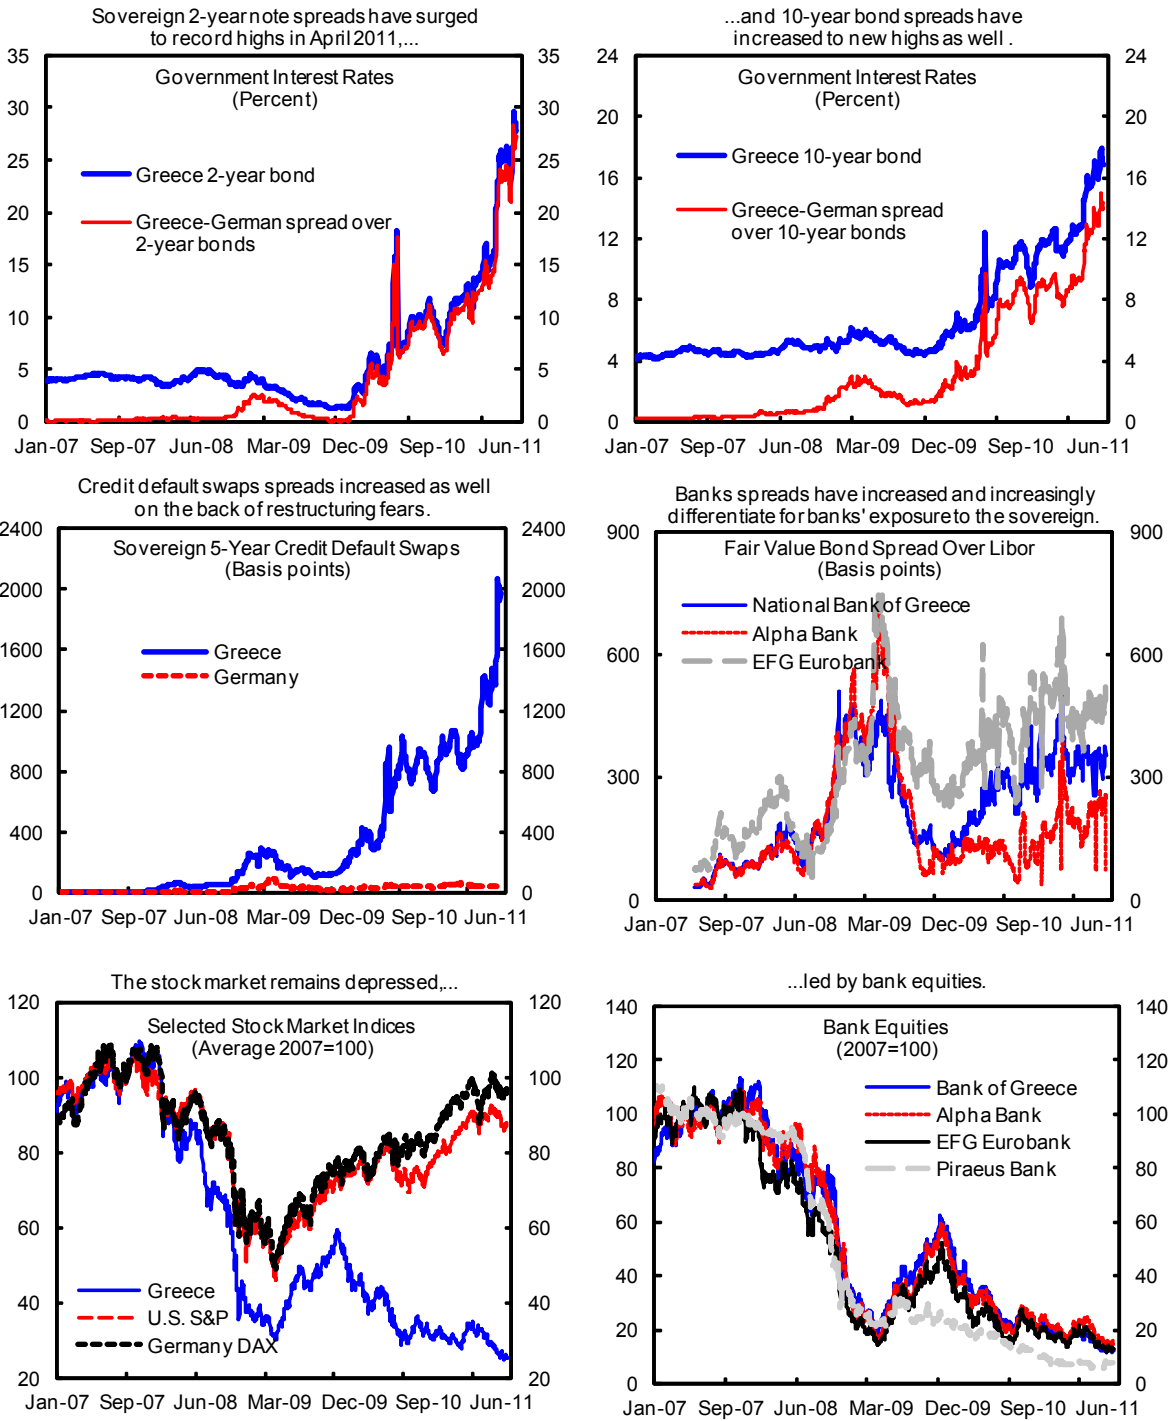 Sovereign 2-year note spreads have surged
to record highs in April 2011,...
35
30
25
20
15
10
5
0
Government Interest Rates
(Percent)
Greece 2-year bond
Greece-German spread over
2-year bonds
35
30
25
20
15
10
5
0
Jan-07 Sep-07 Jun-08 Mar-09 Dec-09 Sep-10 Jun-11
...and 10-year bond spreads have
increased to new highs as well .
24
20
16
12
8
4
0
Government Interest Rates
(Percent)
Greece 10-year bond
Greece-German spread
over 10-year bonds
24
20
16
12
8
4
0
Jan-07 Sep-07 Jun-08 Mar-09 Dec-09 Sep-10 Jun-11
Credit default swaps spreads increased as well
on the back of restructuring fears.
2400
2000
1600
1200
800
400
0
Sovereign 5-Year Credit Default Swaps
(Basis points)
Greece
Germany
2400
2000
1600
1200
800
400
0
Jan-07 Sep-07 Jun-08 Mar-09 Dec-09 Sep-10 Jun-11
Banks spreads have increased and increasingly
differentiate for banks' exposure to the sovereign.
900
600
300
0
Fair Value Bond Spread Over Libor
(Basis points)
National Bank of Greece
Alpha Bank
EFG Eurobank
900
600
300
0
Jan-07 Sep-07 Jun-08 Mar-09 Dec-09 Sep-10 Jun-11
The stock market remains depressed,...
120
100
80
60
40
20
Selected Stock Market Indices
(Average 2007=100)
Greece
U.S. S&P
Germany DAX
120
100
80
60
40
20
Jan-07 Sep-07 Jun-08 Mar-09 Dec-09 Sep-10 Jun-11
...led by bank equities.
140
120
100
80
60
40
20
0
Bank Equities
(2007=100)
Bank of Greece
Alpha Bank
EFG Eurobank
Piraeus Bank
140
120
100
80
60
40
20
0
Jan-07 Sep-07 Jun-08 Mar-09 Dec-09 Sep-10 Jun-11